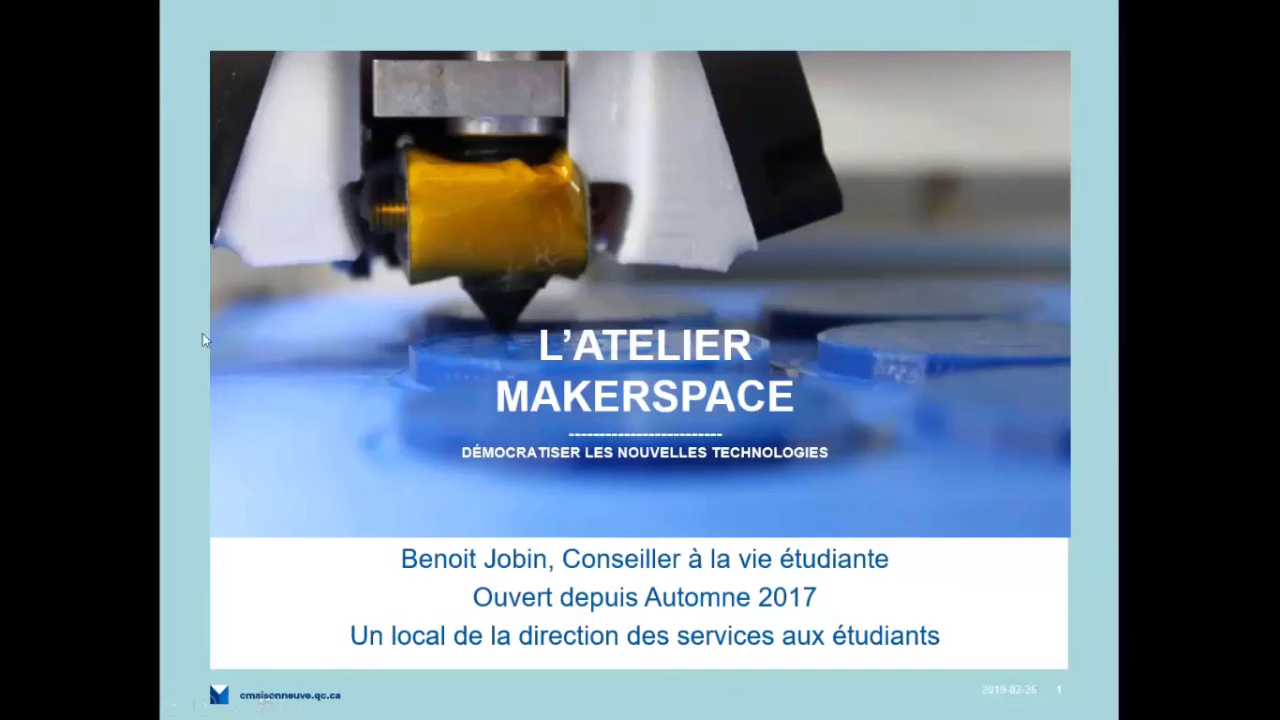 L’ATELIER
MAKERSPACE
-------------------------
DÉMOCRATISER LES NOUVELLES TECHNOLOGIES
Benoit Jobin, Conseiller à la vie étudiante
Ouvert depuis Automne 2017
Un local de la direction des services aux étudiants
cmaisonneuve.qc.ca
2019-02-26 1